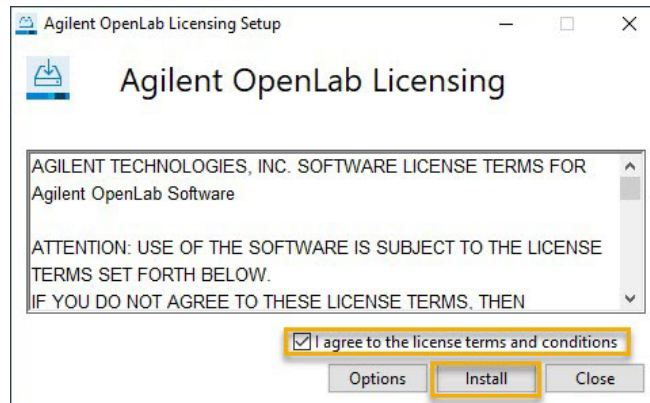 Agilent OpenLab Licensing Setup
Agilent OpenLab Licensing
AGILENT TECHNOLOGIES, INC. SOFTWARE LICENSE TERMS FOR
Agilent OpenLab Software
ATTENTION: USE OF THE SOFTWARE IS SUBJECT TO THE LICENSE
TERMS SET FORTH BELOW.
IF YOU DO NOT AGREE TO THESE LICENSE TERMS, THEN
I agree to the license terms and conditions
Options Install Close